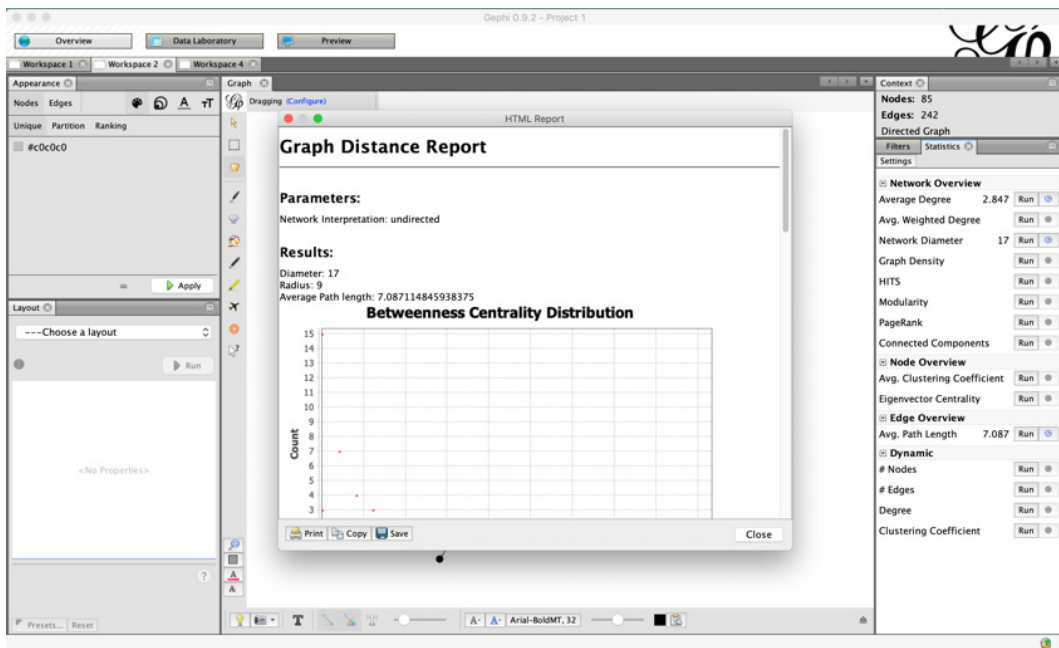 Gephi 0.9.2 - Project 1
Overview
Data Laboratory
Preview
Workspace 1
Workspace 2
Workspace 4
Appearance
Nodes Edges
Unique Partition Ranking
#c0c0c0
Apply
Layout
---Choose a layout
Run
<No Properties>
Presets... Reset
Graph
Dragging (Configure)
HTML Report
Graph Distance Report
Parameters:
Network Interpretation: undirected
Results:
Diameter: 17
Radius: 9
Average Path length: 7.087114845938375
Betweenness Centrality Distribution
Count
15
14
13
12
11
10
9
8
7
6
5
4
3
Print Copy Save
Close
Arial-BoldMT, 32
Context
Nodes: 85
Edges: 242
Directed Graph
Filters Statistics
Settings
Network Overview
Average Degree 2.847 Run
Avg. Weighted Degree Run
Network Diameter 17 Run
Graph Density Run
HITS Run
Modularity Run
PageRank Run
Connected Components Run
Node Overview
Avg. Clustering Coefficient Run
Eigenvector Centrality Run
Edge Overview
Avg. Path Length 7.087 Run
Dynamic
# Nodes Run
# Edges Run
Degree Run
Clustering Coefficient Run